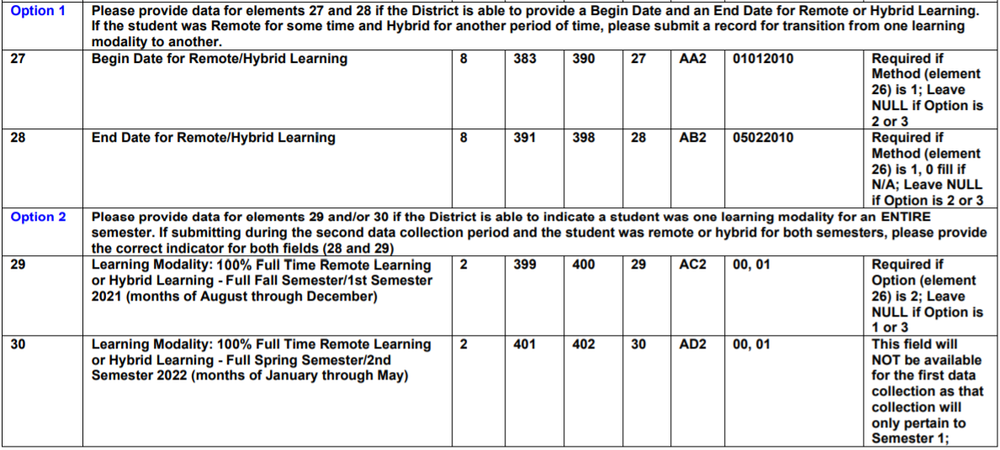 Option 1 Please provide data for elements 27 and 28 if the District is able to provide a Begin Date and an End Date for Remote or Hybrid Learning.
If the student was Remote for some time and Hybrid for another period of time, please submit a record for transition from one learning
modality to another.
27 Begin Date for Remote/Hybrid Learning 8 383 390 27 AA2 01012010 Required if
Method (element
26) is 1; Leave
NULL if Option is
2 or 3
28 End Date for Remote/Hybrid Learning 8 391 398 28 AB2 05022010 Required if
Method (element
26) is 1, 0 fill if
N/A; Leave NULL
if Option is 2 or 3
Option 2 Please provide data for elements 29 and/or 30 if the District is able to indicate a student was one learning modality for an ENTIRE
semester. If submitting during the second data collection period and the student was remote or hybrid for both semesters, please provide
the correct indicator for both fields (28 and 29)
29 Learning Modality: 100% Full Time Remote Learning 2 399 400 29 AC2 00, 01 Required if
or Hybrid Learning - Full Fall Semester/1st Semester Option (element
2021 (months of August through December) 26) is 2; Leave
NULL if Option is
1 or 3
30 Learning Modality: 100% Full Time Remote Learning 2 401 402 30 AD2 00, 01 This field will
or Hybrid Learning - Full Spring Semester/2nd NOT be available
Semester 2022 (months of January through May) for the first data
collection as that
collection will
only pertain to
Semester 1;